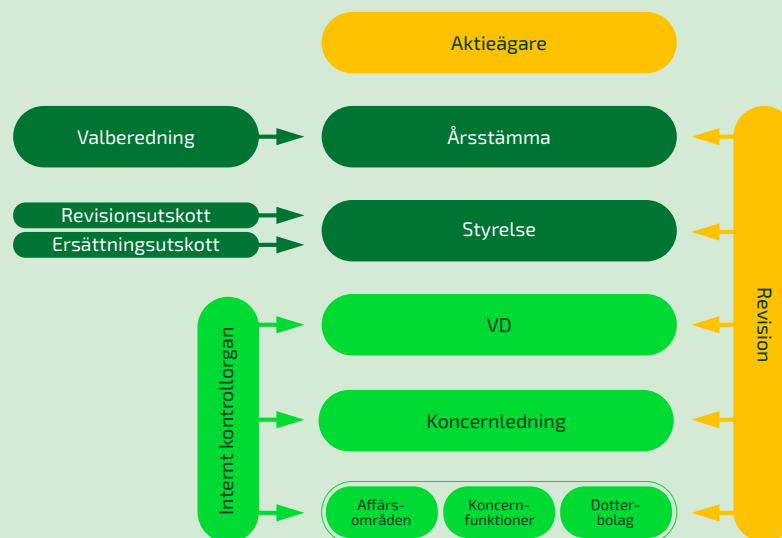 Aktieägare
Valberedning
Årsstämma
Revisionsutskott
Ersättningsutskott
Styrelse
Internt kontrollorgan
VD
Koncernledning
Affärs-
områden
Koncern-
funktioner
Dotter-
bolag
Revision